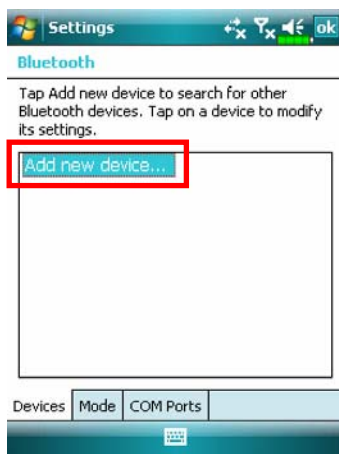 Settings ok
Bluetooth
Tap Add new device to search for other
Bluetooth devices. Tap on a device to modify
its settings.
Add new device...
Devices Mode COM Ports